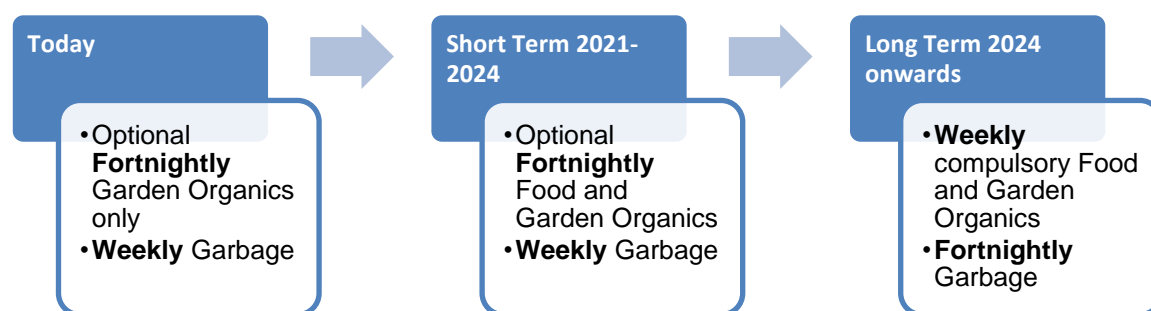 Today
•Optional
Fortnightly
Garden Organics
only
•Weekly Garbage
Short Term 2021-
2024
•Optional
Fortnightly
Food and
Garden Organics
•Weekly Garbage
Long Term 2024
onwards
•Weekly
compulsory Food
and Garden
Organics
•Fortnightly
Garbage